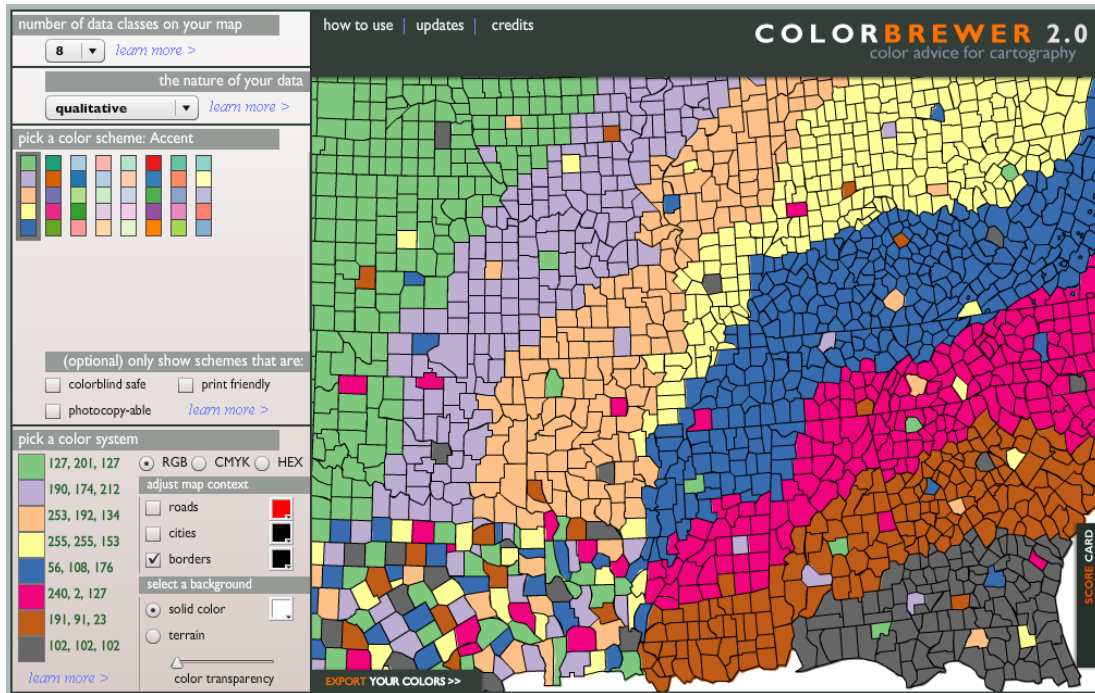 number of data classes on your map
8
learn more >
the nature of your data
qualitative
learn more >
pick a color scheme: Accent
(optional) only show schemes that are:
colorblind safe
print friendly
photocopy-able
learn more >
pick a color system
127, 201, 127
190, 174, 212
253, 192, 134
255, 255, 153
56, 108, 176
240, 2, 127
191, 91, 23
102, 102, 102
learn more >
RGB
CMYK
HEX
adjust map context
roads
cities
borders
select a background
solid color
terrain
color transparency
how to use | updates | credits
COLORBREWER 2.0
color advice for cartography
SCORE CARD
EXPORT YOUR COLORS >>